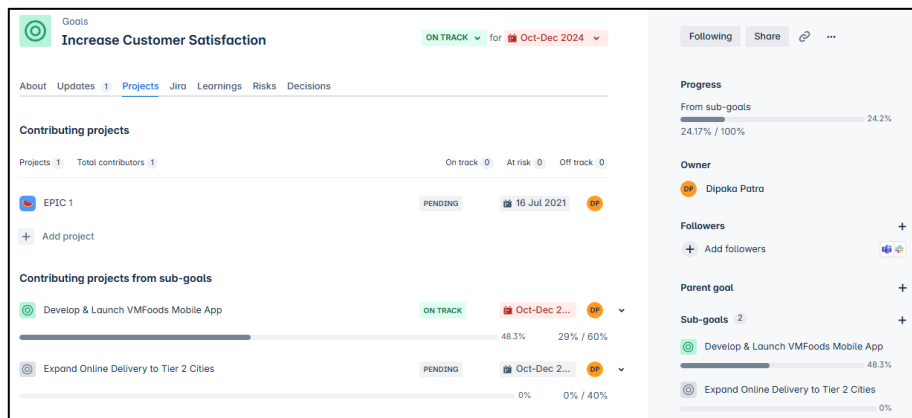 Goals
Increase Customer Satisfaction
ON TRACK for Oct-Dec 2024
Following Share
About Updates 1 Projects Jira Learnings Risks Decisions
Contributing projects
Projects 1 Total contributors 1 On track 0 At risk 0 Off track 0
EPIC 1 PENDING 16 Jul 2021 DP
+ Add project
Contributing projects from sub-goals
Develop & Launch VMFoods Mobile App ON TRACK Oct-Dec 2... DP
48.3% 29% / 60%
Expand Online Delivery to Tier 2 Cities PENDING Oct-Dec 2... DP
0% 0% / 40%
Progress
From sub-goals
24.2%
24.17% / 100%
Owner
DP Dipaka Patra
Followers +
+ Add followers
Parent goal +
Sub-goals 2 +
Develop & Launch VMFoods Mobile App
48.3%
Expand Online Delivery to Tier 2 Cities
0%